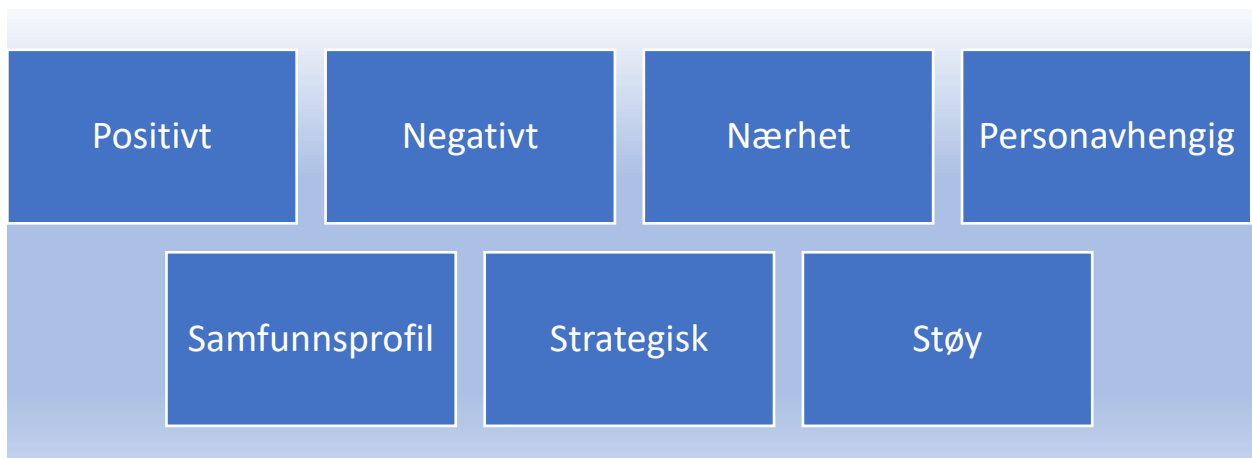 Positivt
Negativt
Nærhet
Personavhengig
Samfunnsprofil
Strategisk
Støy